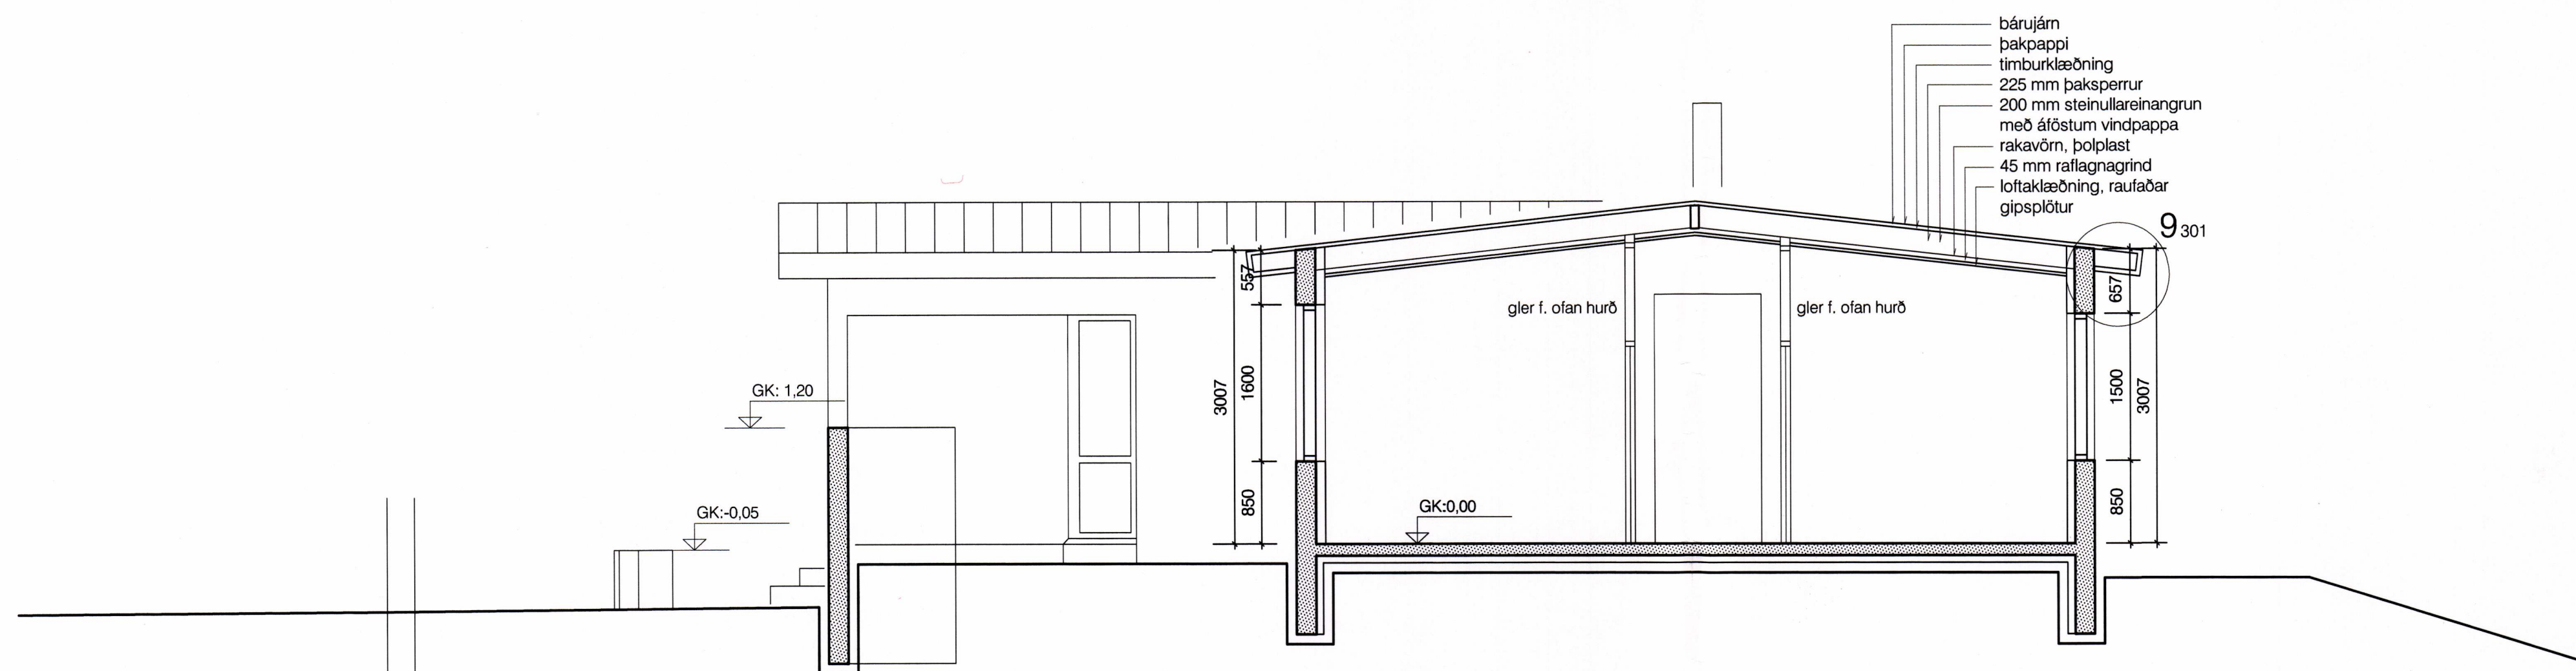 bárujárn
þakpappi
timburklæðning
225 mm þaksperrur
200 mm steinullareinangrun
með áföstum vindpappa
rakavörn, þolplast
45 mm raflagnagrind
loftaklæðning, raufaðar
gipsplötur
9 301
557
657
gler f. ofan hurð
gler f. ofan hurð
GK: 1,20
3007
1600
1500
3007
GK:-0,05
850
GK:0,00
850